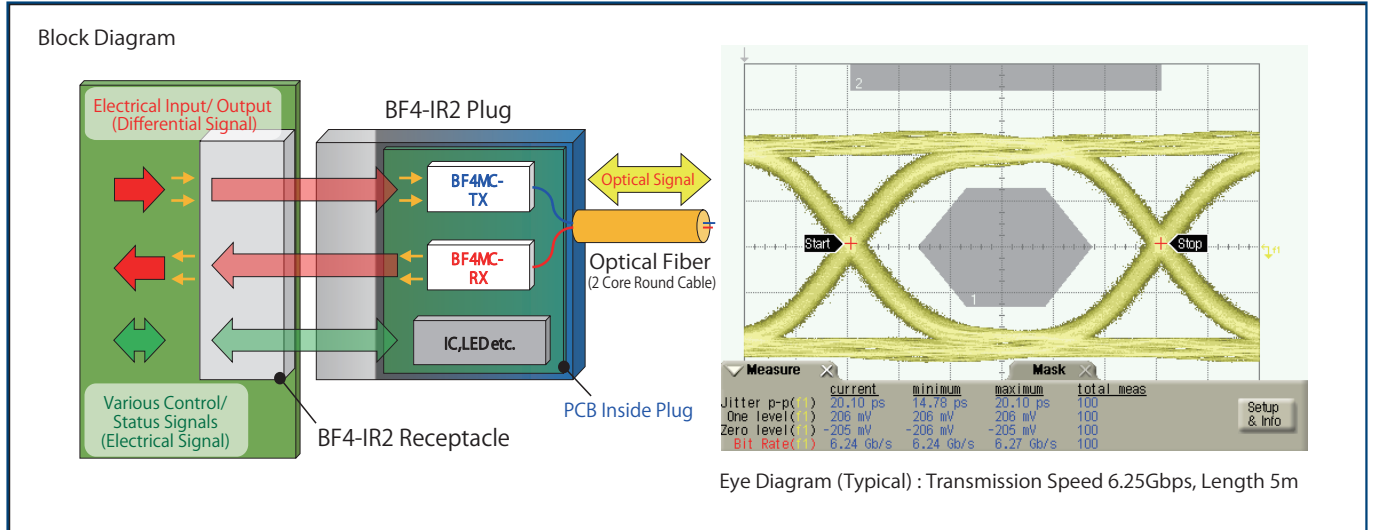 Block Diagram
Electrical Input/ Output
(Differential Signal)
BF4-IR2 Plug
BF4MC-
TX
Optical Signal
BF4MC-
RX
Optical Fiber
(2 Core Round Cable)
IC,LED etc.
Various Control/
Status Signals
(Electrical Signal)
PCB Inside Plug
BF4-IR2 Receptacle
2
Start
Stop
f1
1
Measure
Mask
current minimum maximum total meas
Jitter p-p(f1) 20.10 ps 14.78 ps 20.10 ps 100
One level(f1) 206 mV 206 mV 206 mV 100
Zero level(f1) -205 mV -206 mV -205 mV 100
Bit Rate(f1) 6.24 Gb/s 6.24 Gb/s 6.27 Gb/s 100
Setup
& Info
Eye Diagram (Typical) : Transmission Speed 6.25Gbps, Length 5m